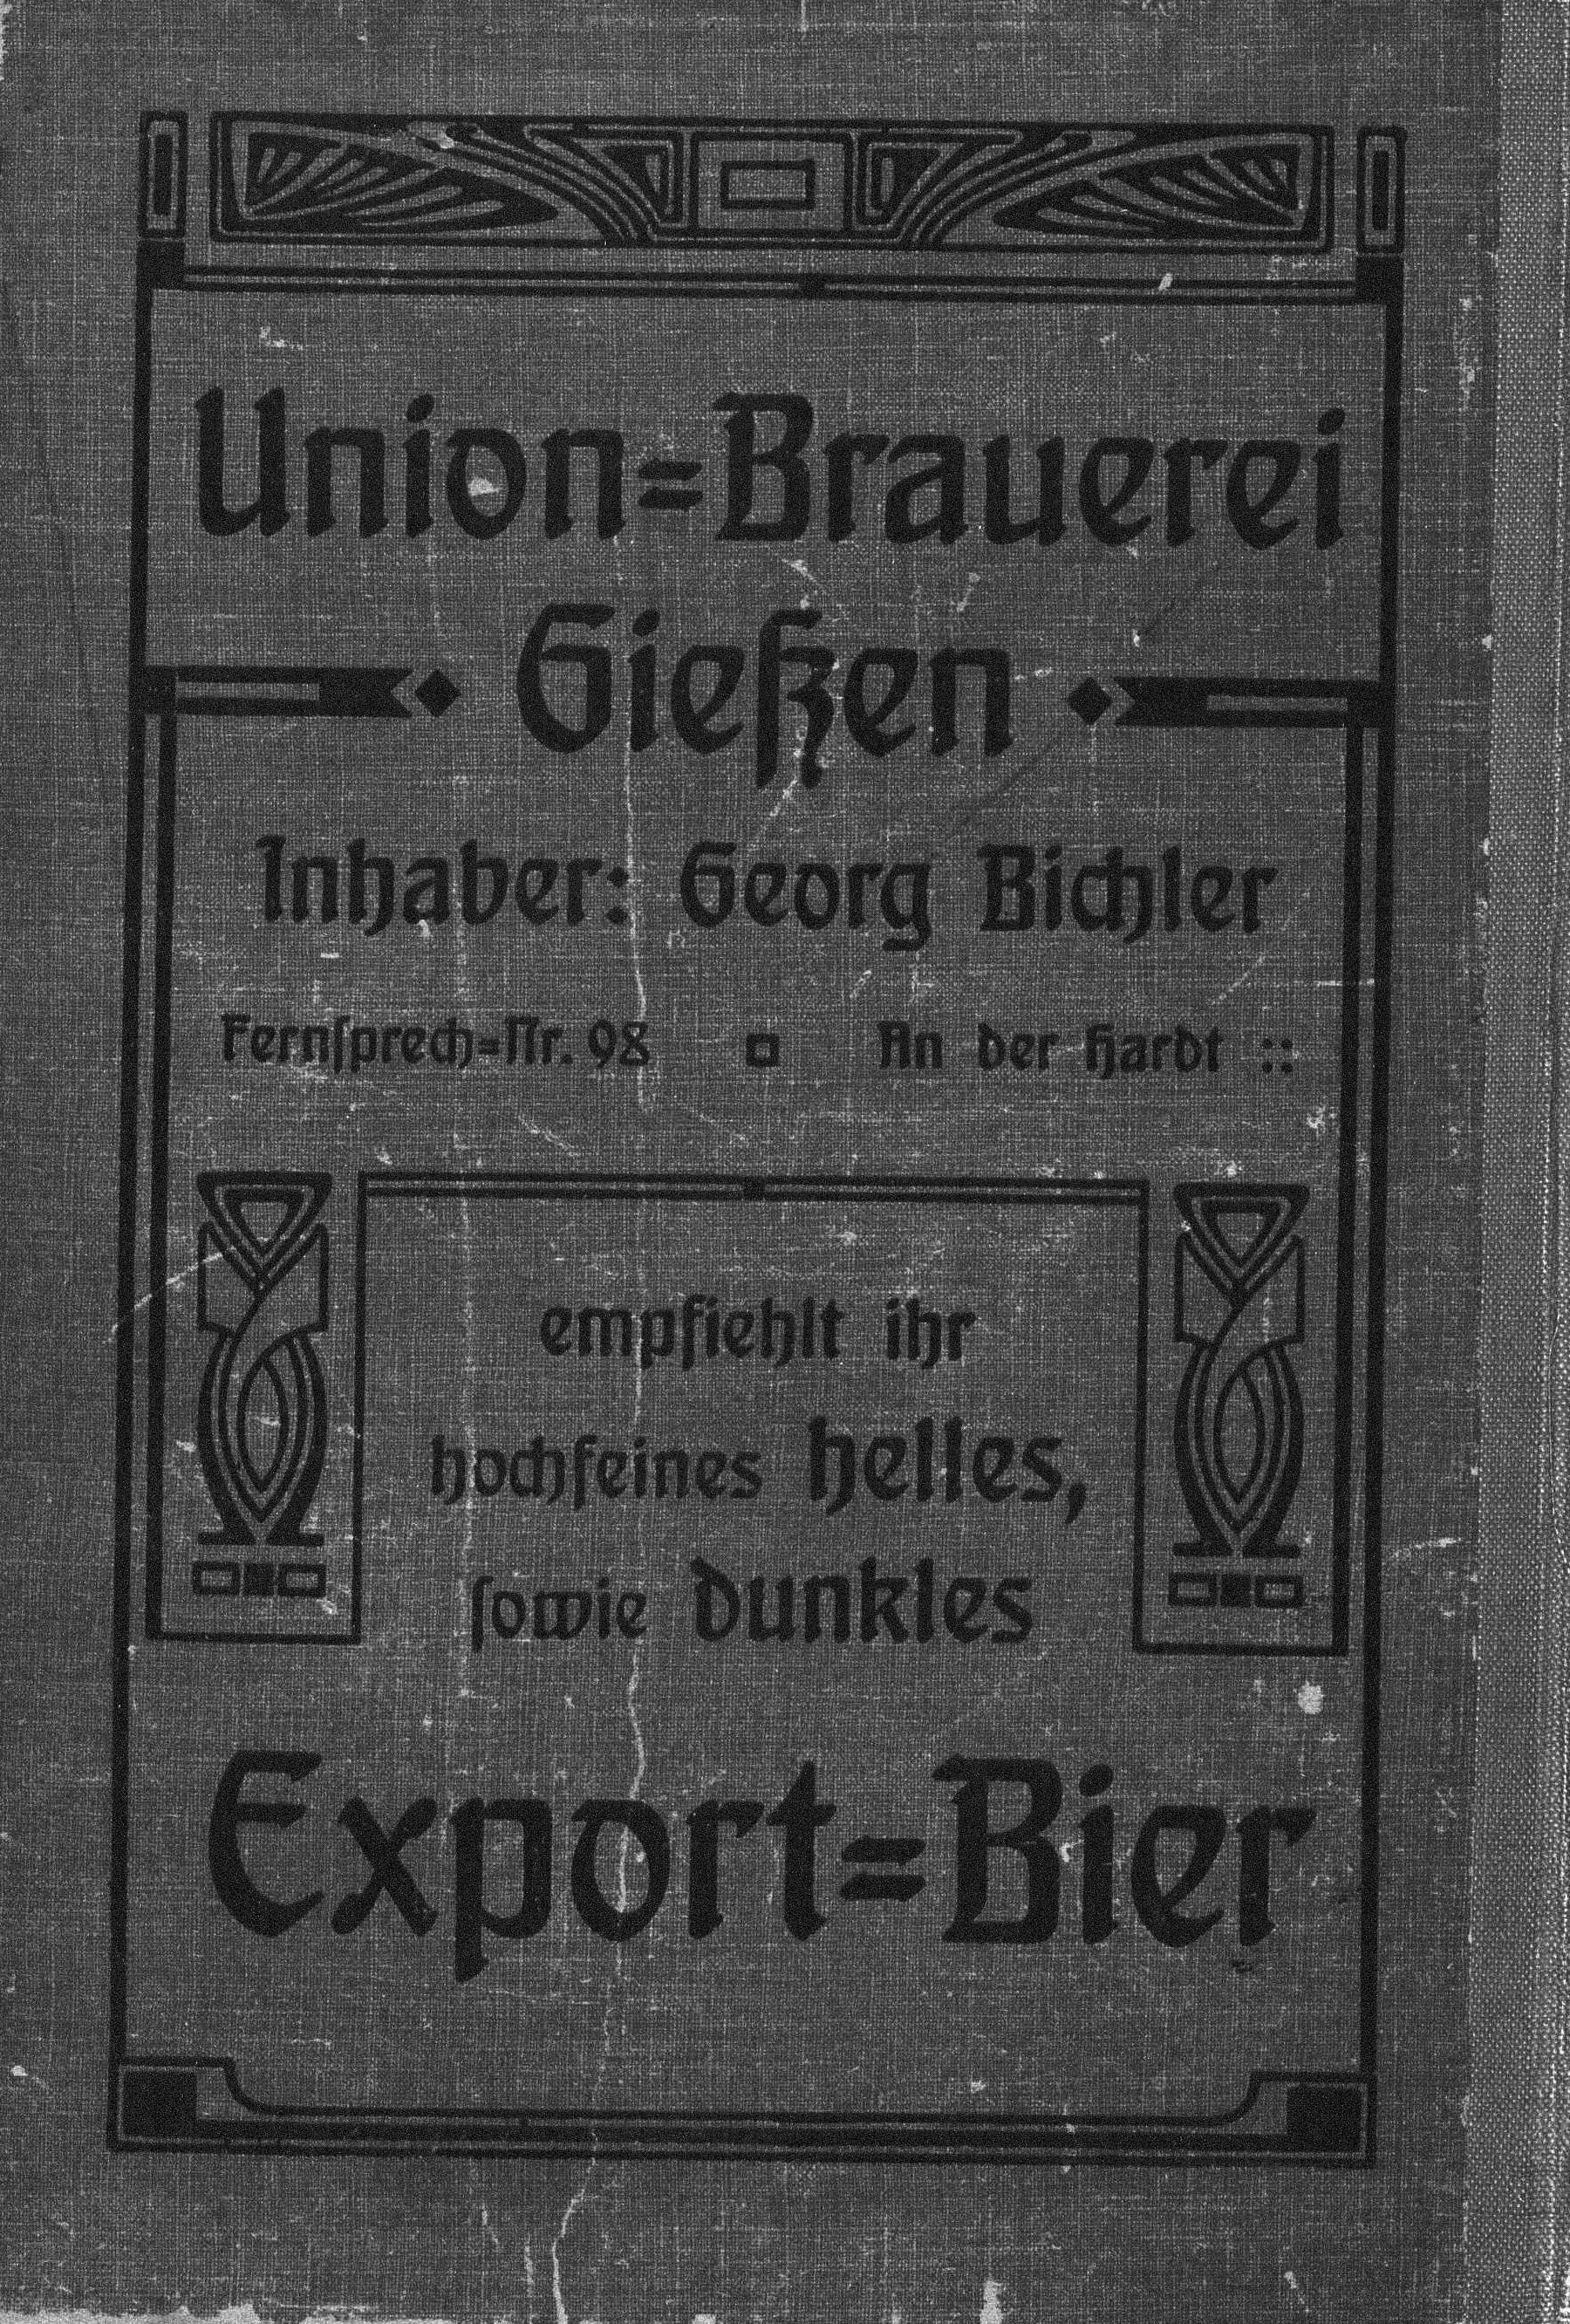 Union=Brauerei
Gießen
Inhaber: Georg Bichler
Fernſprech=Nr. 98 An der Hardt ::
empfiehlt ihr
hochfeines helles,
ſowie dunkles
Export=Bier